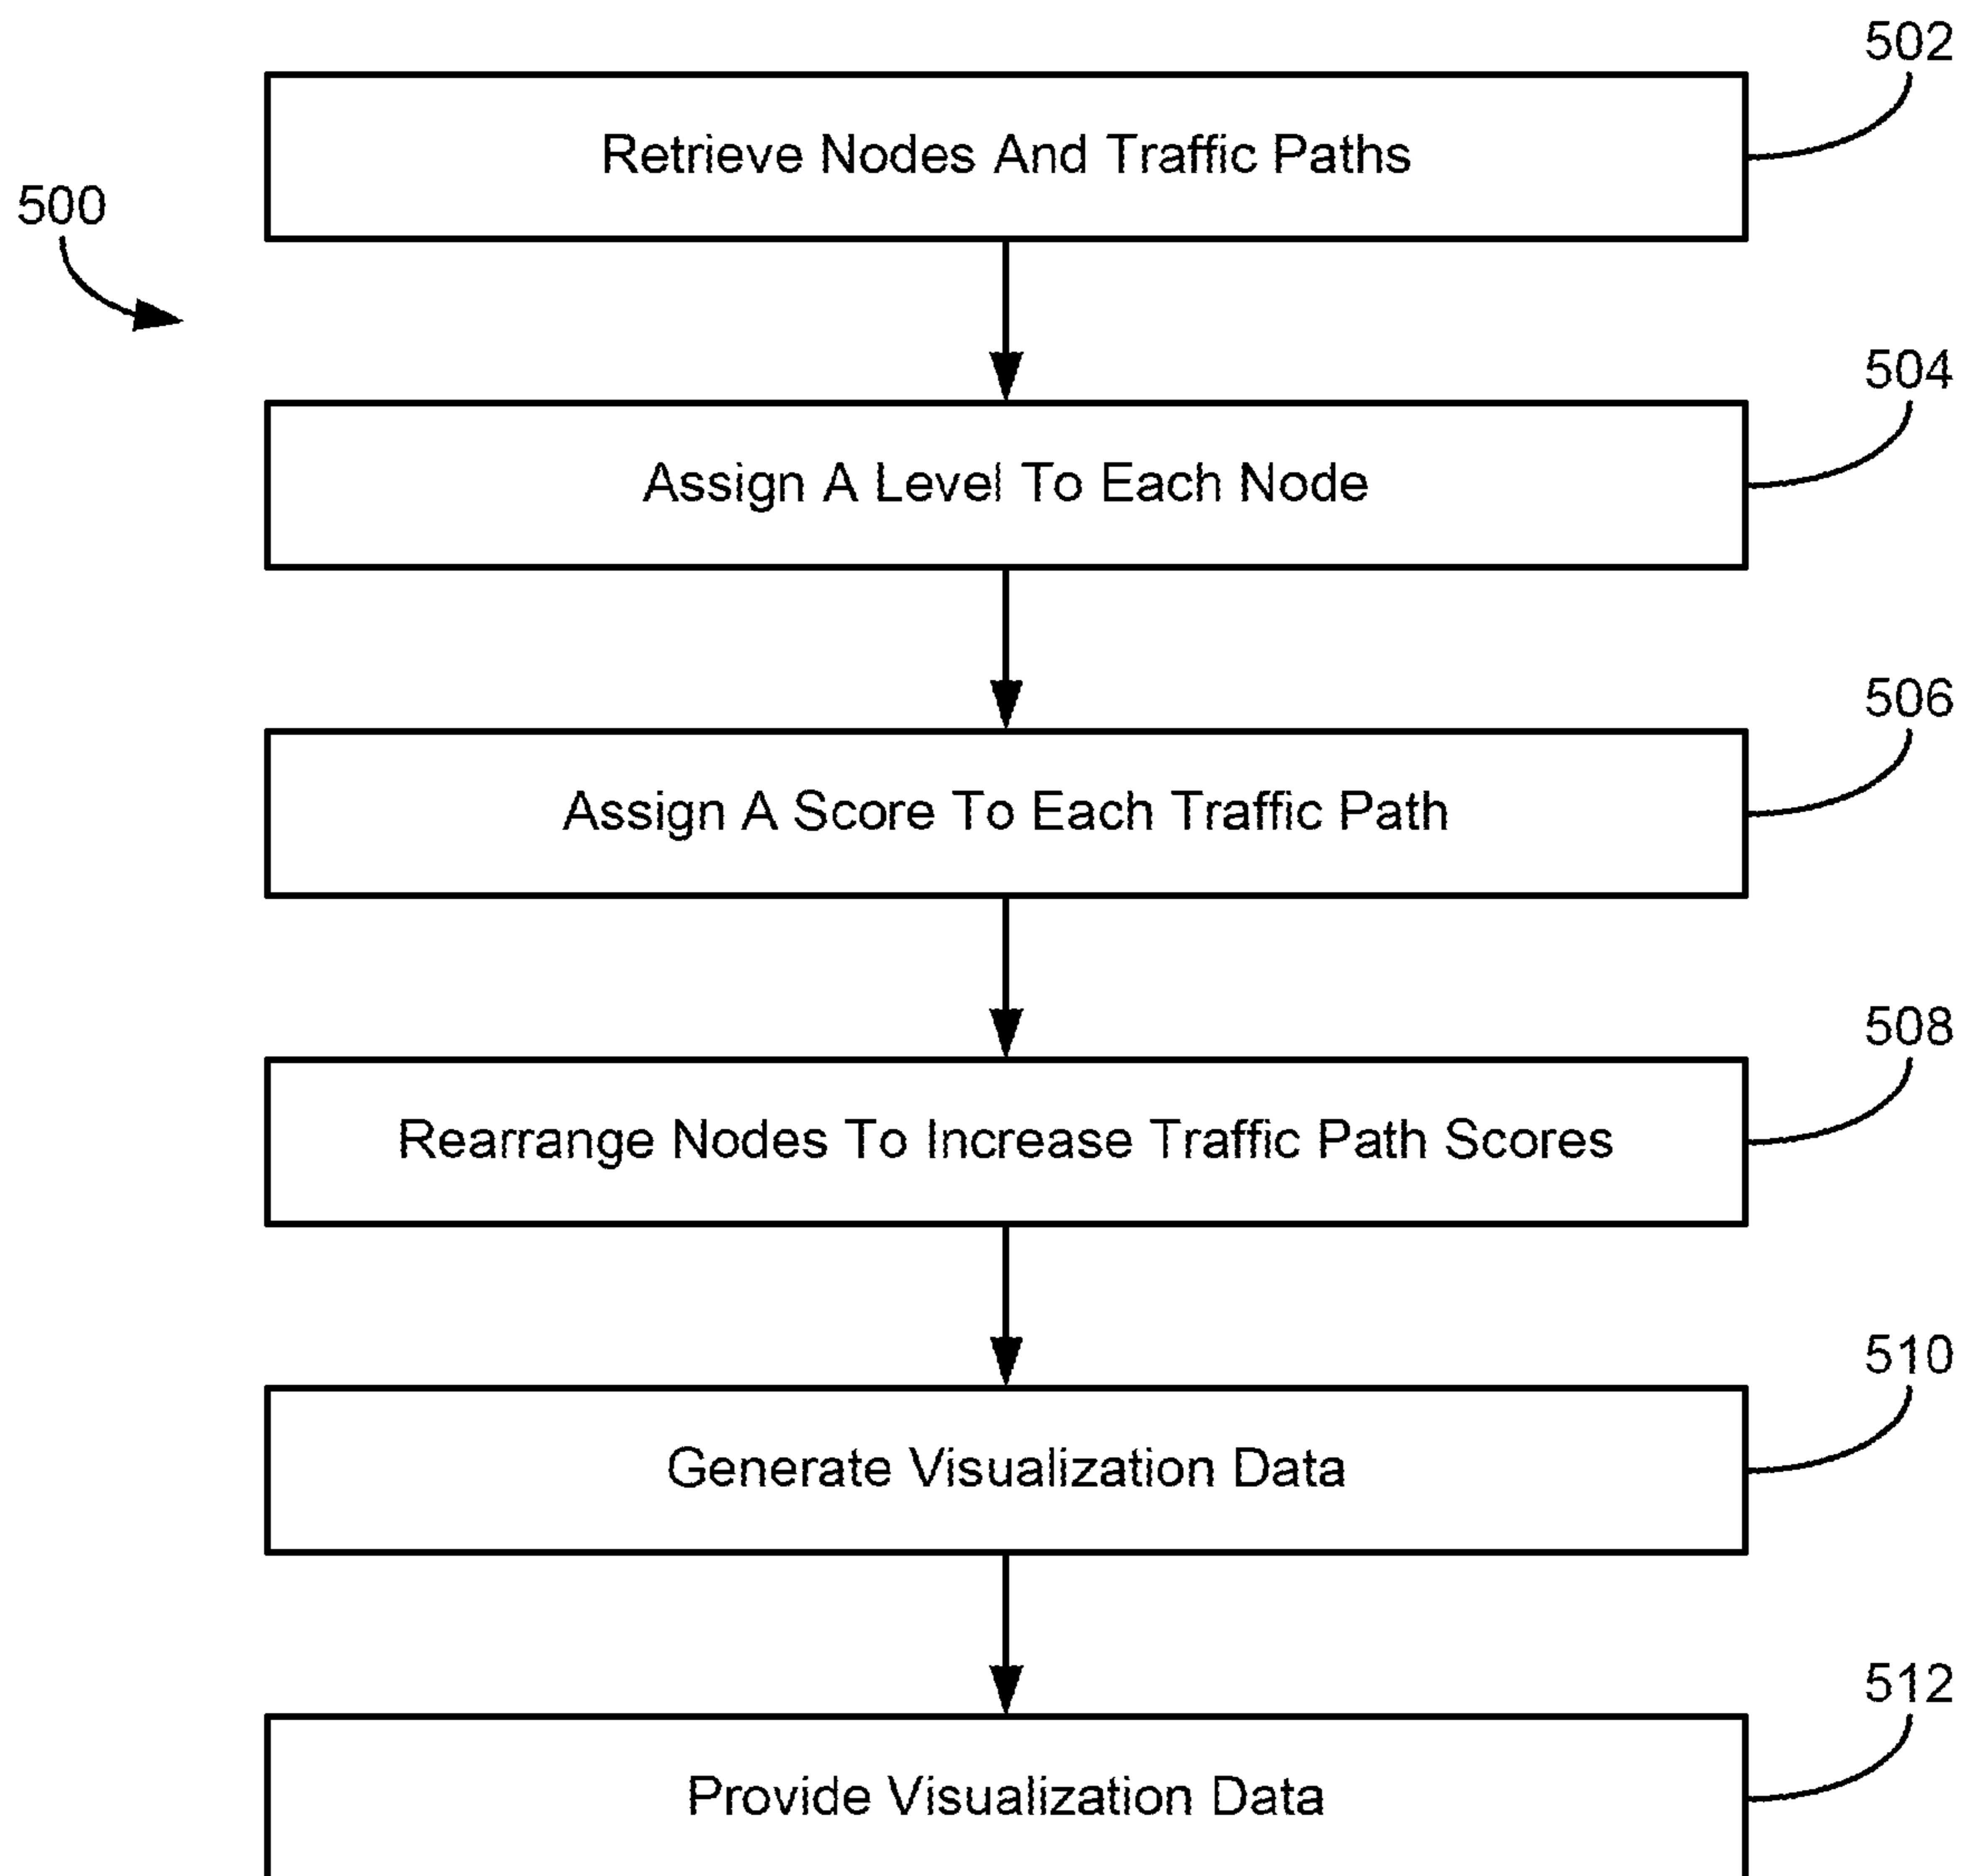 502
Retrieve Nodes And Traffic Paths
500
504
Assign A Level To Each Node
506
Assign A Score To Each Traffic Path
508
Rearrange Nodes To Increase Traffic Path Scores
510
Generate Visualization Data
512
Provide Visualization Data